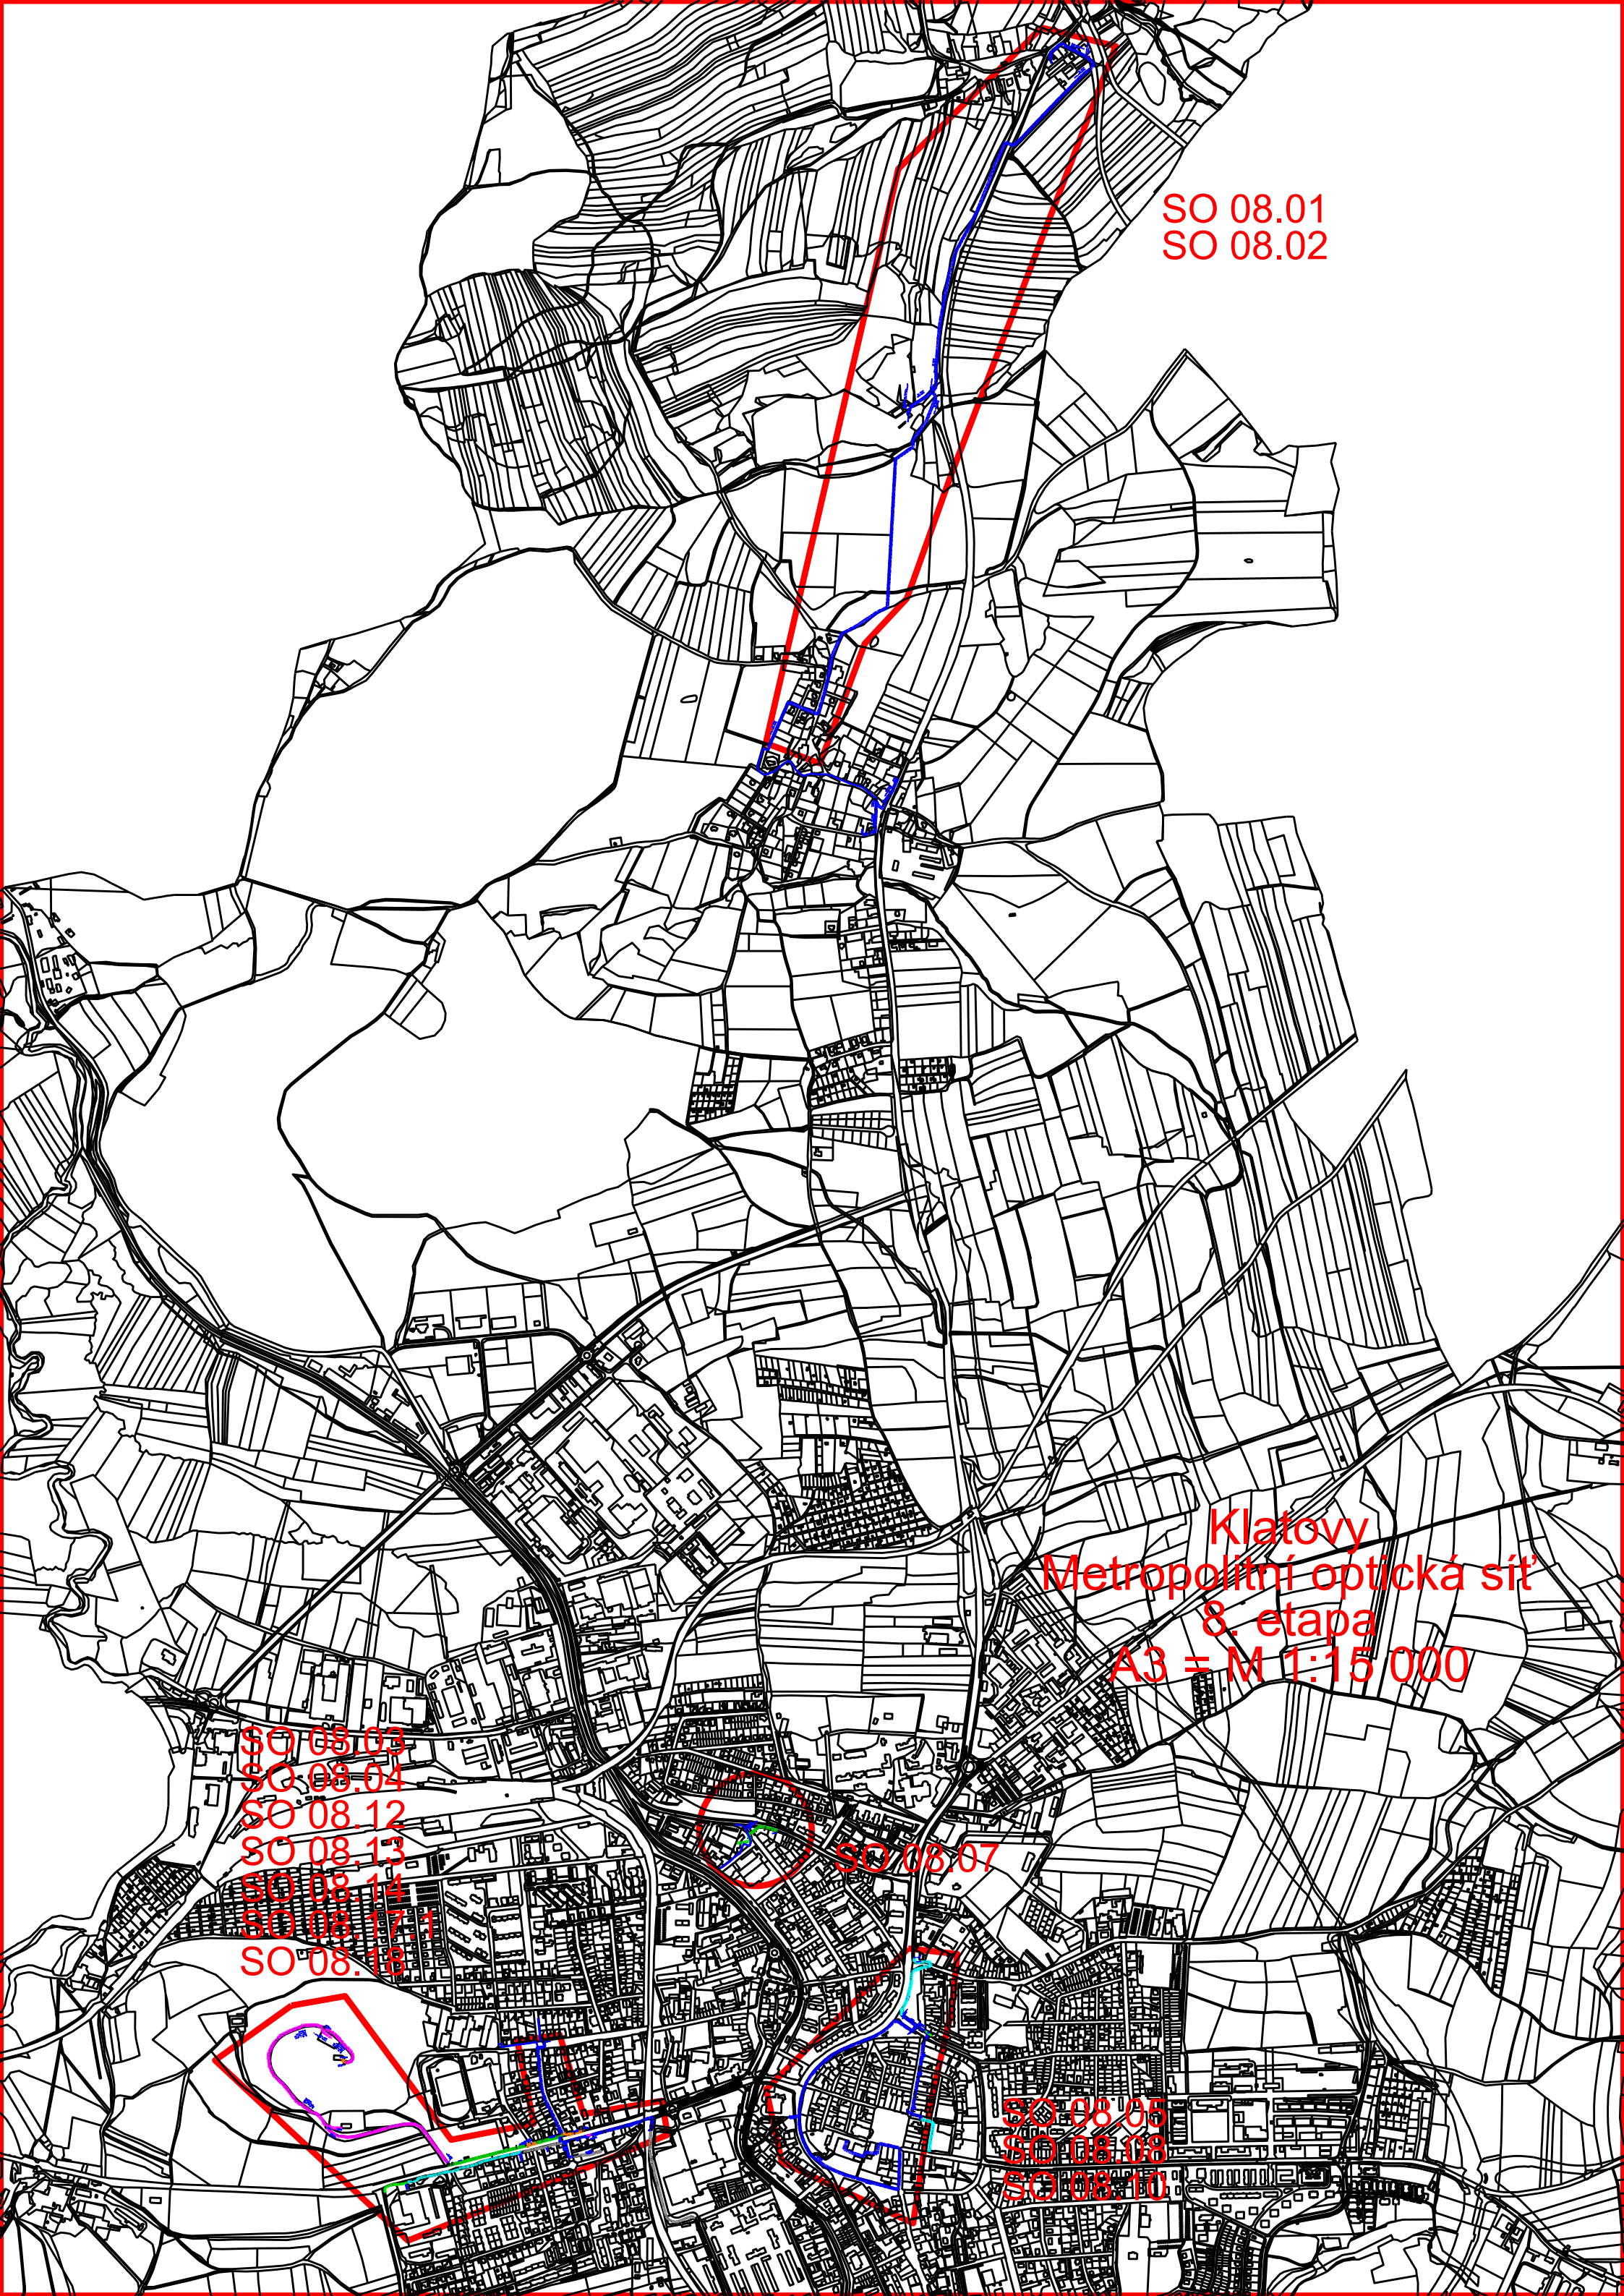 SO 08.01
SO 08.02
Klatovy
Metropolitní optická síť
8. etapa
A3 = M 1:15 000
SO 08.03
SO 08.04
SO 08.12
SO 08.13
SO 08.14
SO 08.17.1
SO 08.18
SO 08.07
SO 08.05
SO 08.08
SO 08.10